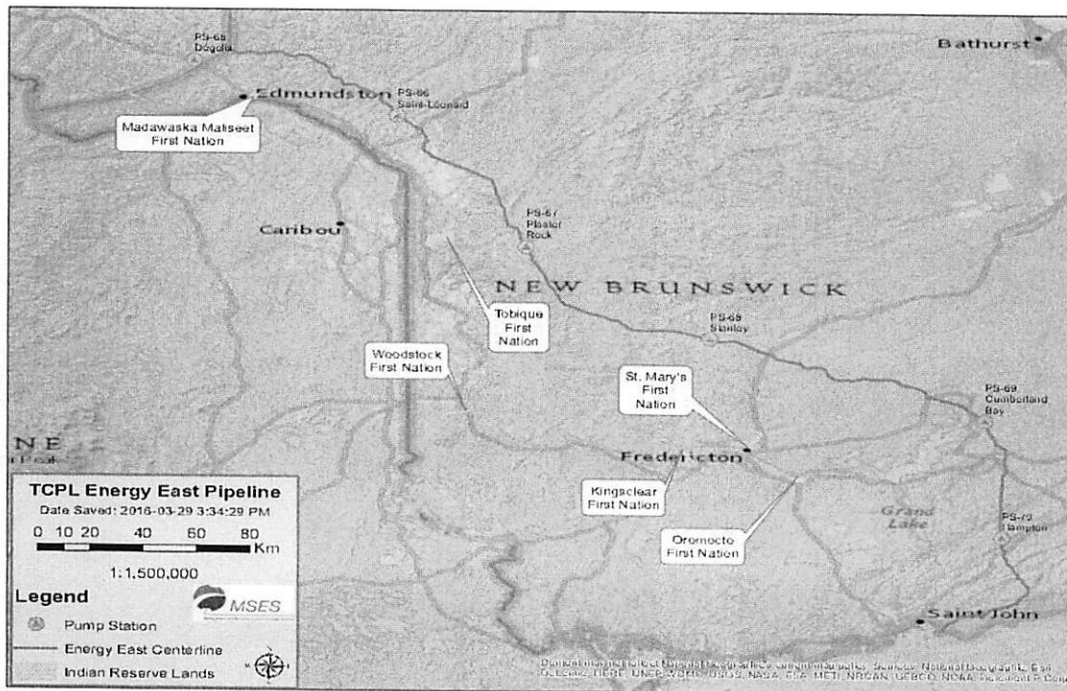 PS-65
Degelis
Bathurst
Edmundston
PS-66
Saint-Léonard
Madawaska Maliseet
First Nation
Caribou
PS-67
Plaster
Rock
NEW BRUNSWICK
Tobique
First
Nation
PS-68
Stanley
Woodstock
First Nation
St. Mary's
First
Nation
PS-69
Cumberland
Bay
NE
Peak
Fredericton
Kingsclear
First Nation
Oromocto
First Nation
Grand
Lake
PS-70
Hampton
Saint John
TCPL Energy East Pipeline
Date Saved: 2016-03-29 3:34:29 PM
0 10 20 40 60 80
Km
1:1,500,000
Legend
MSES
Pump Station
Energy East Centerline
Indian Reserve Lands
N